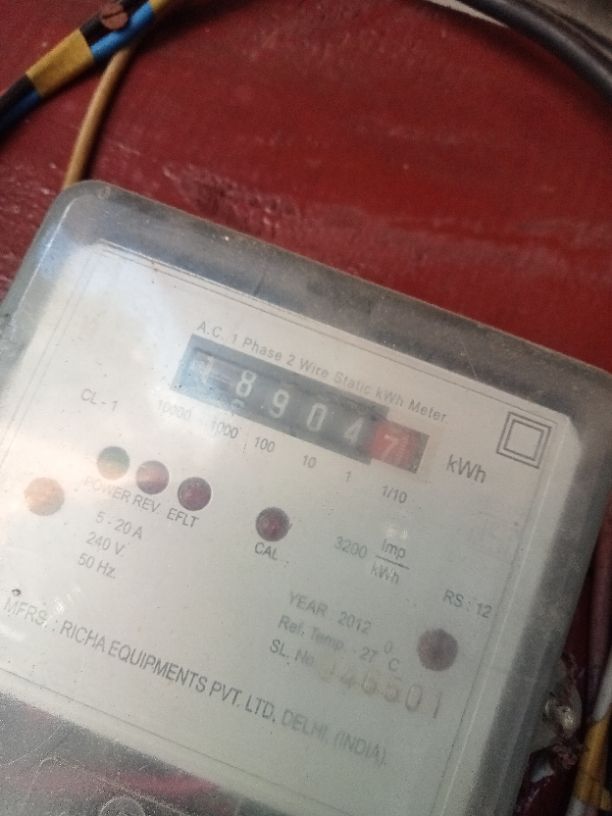 A.C. 1 Phase 2 Wire Static kWh Meter
89047 kWh
CL-1 10000 1000 100 10 1 1/10
POWER REV. EFLT
CAL.
5 - 20 A
240 V.
50 Hz.
3200 Imp
kWh
RS : 12
YEAR : 2012
Ref. Temp. - 27 0 C.
SL. No.
MFRS. : RICHA EQUIPMENTS PVT. LTD. DELHI, (INDIA).